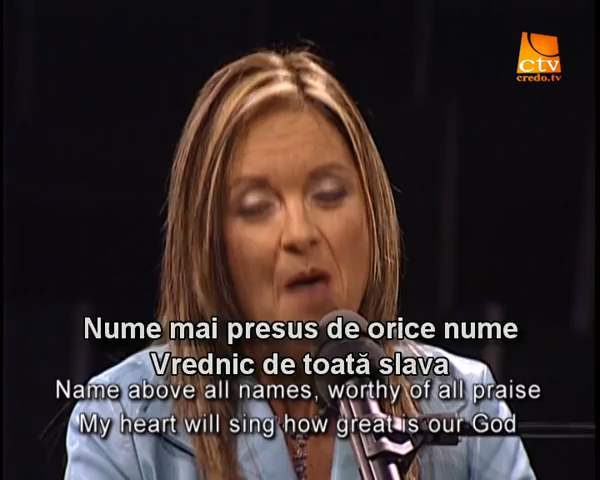 ctv
credo.tv
Nume mai presus de orice nume
Vrednic de toată slava
Name above all names, worthy of all praise
My heart will sing how great is our God